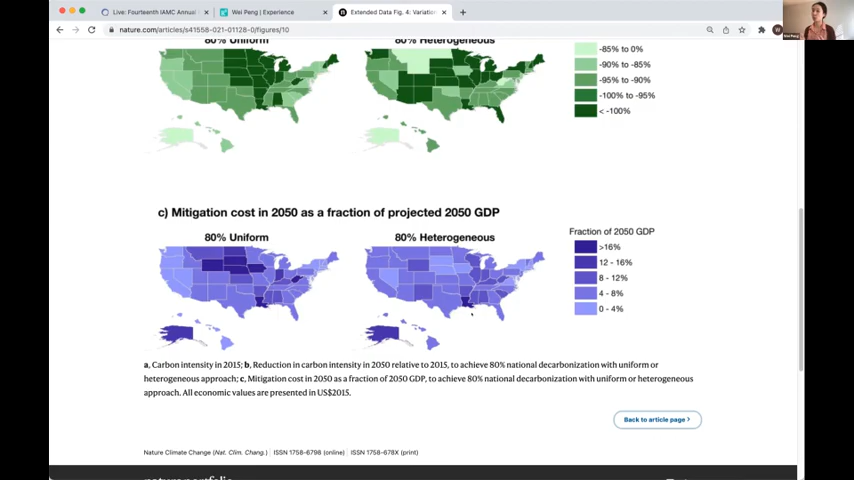 Live: Fourteenth IAMC Annual
Wei Peng | Experience
Extended Data Fig. 4: Variation
nature.com/articles/s41558-021-01128-0/figures/10
80% Uniform
80% Heterogeneous
-85% to 0%
-90% to -85%
-95% to -90%
-100% to -95%
< -100%
c) Mitigation cost in 2050 as a fraction of projected 2050 GDP
80% Uniform
80% Heterogeneous
Fraction of 2050 GDP
>16%
12 - 16%
8 - 12%
4 - 8%
0 - 4%
a, Carbon intensity in 2015; b, Reduction in carbon intensity in 2050 relative to 2015, to achieve 80% national decarbonization with uniform or
heterogeneous approach; c, Mitigation cost in 2050 as a fraction of 2050 GDP, to achieve 80% national decarbonization with uniform or heterogeneous
approach. All economic values are presented in US$2015.
Back to article page >
Nature Climate Change (Nat. Clim. Chang.) | ISSN 1758-6798 (online) | ISSN 1758-678X (print)
nature portfolio
Wei Peng